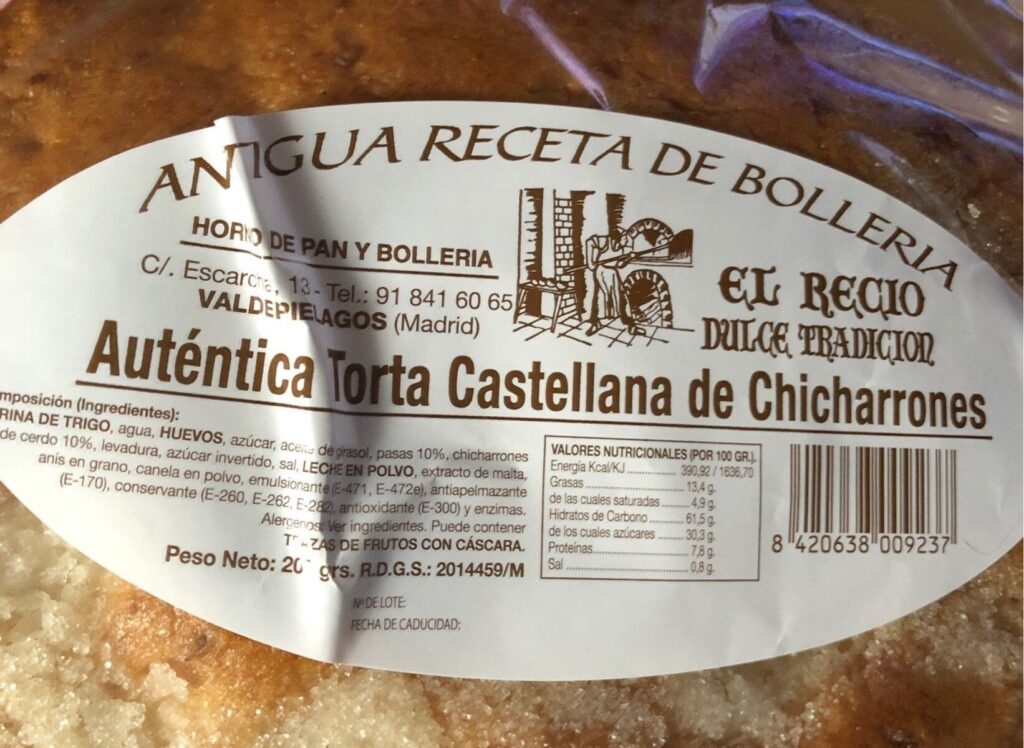 ANTIGUA RECETA DE BOLLERIA
HORNO DE PAN Y BOLLERIA
C/. Escarcha, 13 - Tel.: 91 841 60 65
VALDEPIELAGOS (Madrid)
EL RECIO
DULCE TRADICION
Auténtica Torta Castellana de Chicharrones
mposición (Ingredientes):
RINA DE TRIGO, agua, HUEVOS, azúcar, aceite de girasol, pasas 10%, chicharrones
de cerdo 10%, levadura, azúcar invertido, sal, LECHE EN POLVO, extracto de malta,
anís en grano, canela en polvo, emulsionante (E-471, E-472e), antiapelmazante
(E-170), conservante (E-260, E-262, E-282), antioxidante (E-300) y enzimas.
Alergenos: Ver ingredientes. Puede contener
TRAZAS DE FRUTOS CON CÁSCARA.
Peso Neto: grs. R.D.G.S.: 2014459/M
Nº DE LOTE:
FECHA DE CADUCIDAD:
VALORES NUTRICIONALES (POR 100 GR.).
Energía Kcal/KJ ............... 390,92 / 1636,70
Grasas ............... 13,4 g.
de las cuales saturadas ........ 4,9 g.
Hidratos de Carbono .......... 61,5 g.
de los cuales azúcares ........ 30,3 g.
Proteínas ............... 7,8 g.
Sal ............... 0,8 g.
8 420638 009237